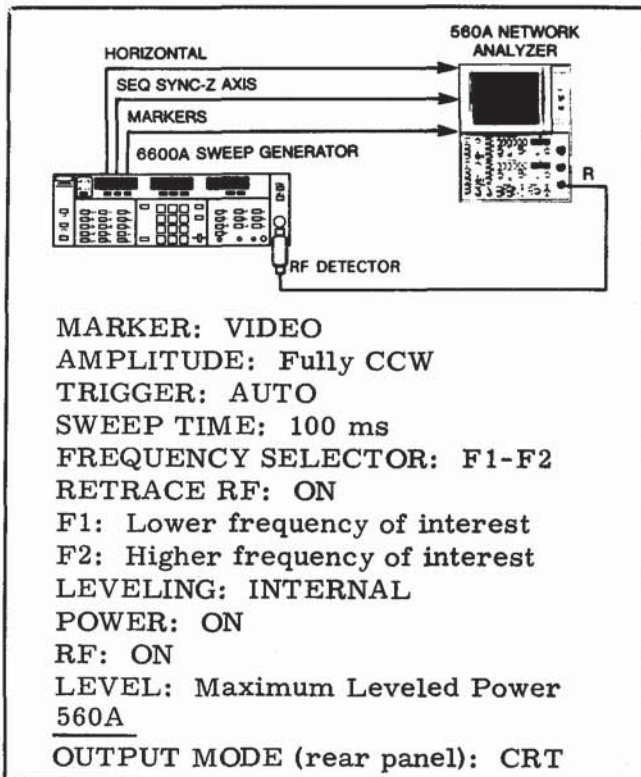 560A NETWORK
ANALYZER
HORIZONTAL
SEQ SYNC-Z AXIS
MARKERS
6600A SWEEP GENERATOR
R
RF DETECTOR
MARKER: VIDEO
AMPLITUDE: Fully CCW
TRIGGER: AUTO
SWEEP TIME: 100 ms
FREQUENCY SELECTOR: F1-F2
RETRACE RF: ON
F1: Lower frequency of interest
F2: Higher frequency of interest
LEVELING: INTERNAL
POWER: ON
RF: ON
LEVEL: Maximum Leveled Power
560A
OUTPUT MODE (rear panel): CRT